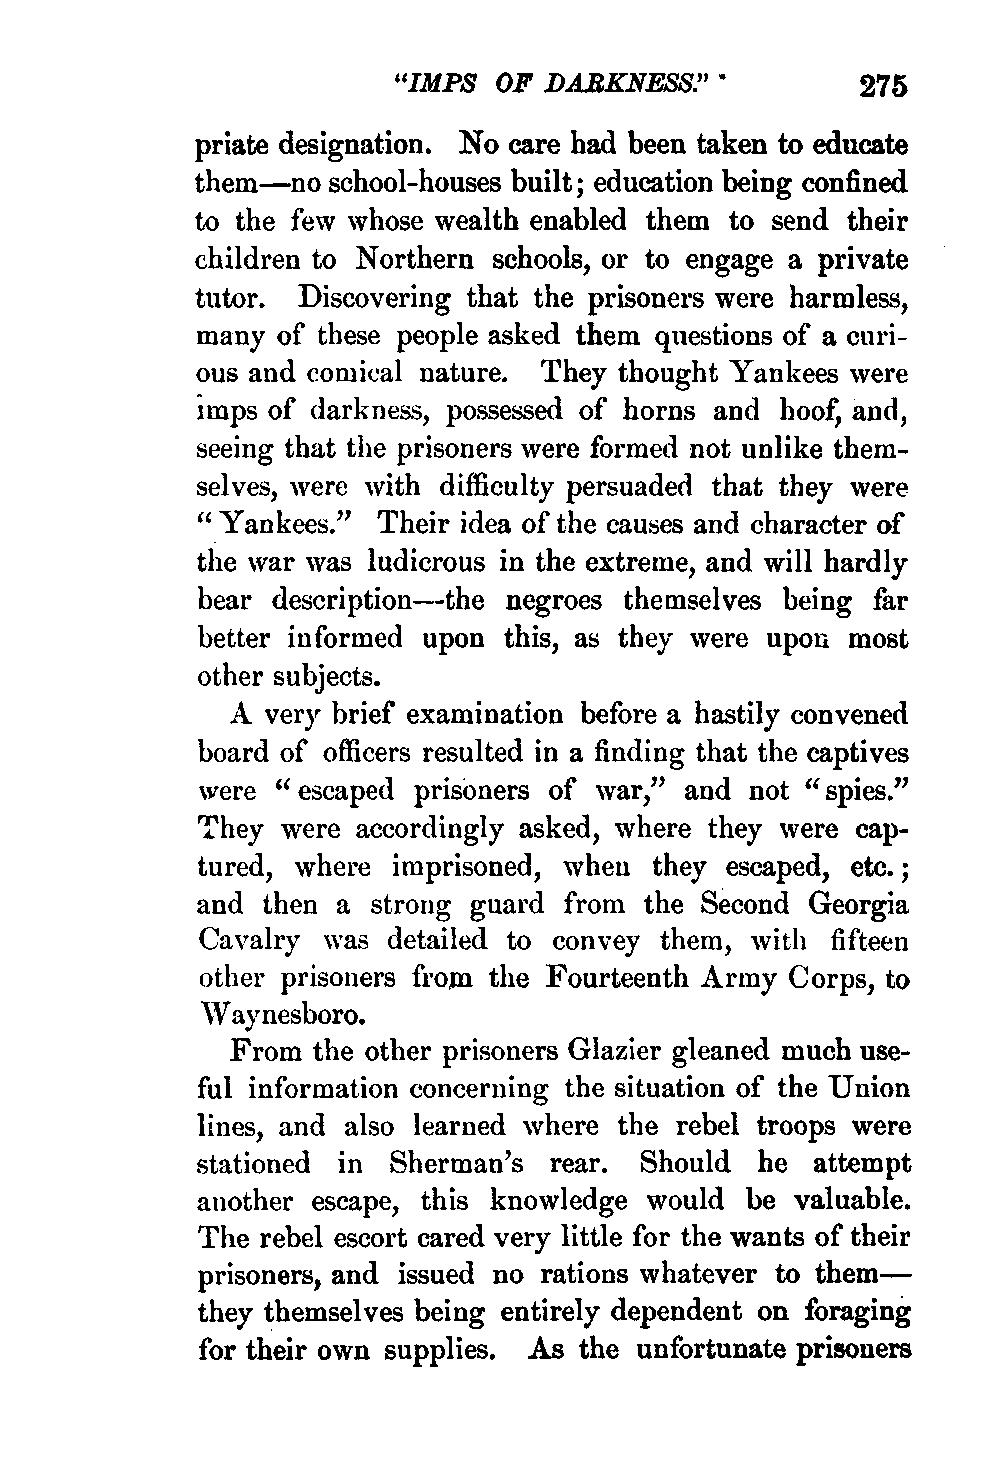 "IMPS OF DARKNESS." 275
priate designation. No care had been taken to educate
them—no school-houses built; education being confined
to the few whose wealth enabled them to send their
children to Northern schools, or to engage a private
tutor. Discovering that the prisoners were harmless,
many of these people asked them questions of a curi-
ous and comical nature. They thought Yankees were
imps of darkness, possessed of horns and hoof, and,
seeing that the prisoners were formed not unlike them-
selves, were with difficulty persuaded that they were
"Yankees." Their idea of the causes and character of
the war was ludicrous in the extreme, and will hardly
bear description—the negroes themselves being far
better informed upon this, as they were upon most
other subjects.
A very brief examination before a hastily convened
board of officers resulted in a finding that the captives
were "escaped prisoners of war," and not "spies."
They were accordingly asked, where they were cap-
tured, where imprisoned, when they escaped, etc.;
and then a strong guard from the Second Georgia
Cavalry was detailed to convey them, with fifteen
other prisoners from the Fourteenth Army Corps, to
Waynesboro.
From the other prisoners Glazier gleaned much use-
ful information concerning the situation of the Union
lines, and also learned where the rebel troops were
stationed in Sherman's rear. Should he attempt
another escape, this knowledge would be valuable.
The rebel escort cared very little for the wants of their
prisoners, and issued no rations whatever to them—
they themselves being entirely dependent on foraging
for their own supplies. As the unfortunate prisoners